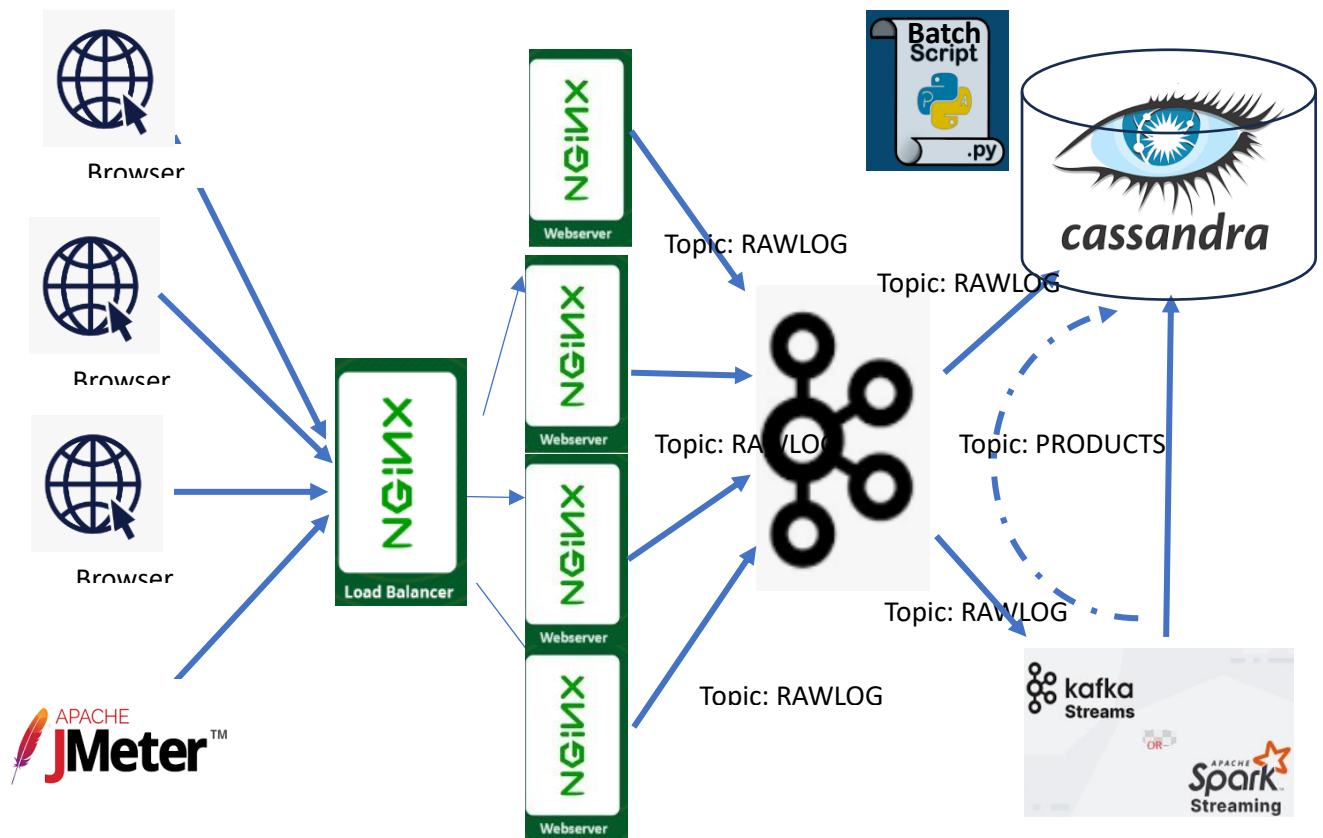 Browser
Browser
Browser
APACHE
JMeter™
NGINX
Load Balancer
NGINX
Webserver
NGINX
Webserver
NGINX
Webserver
NGINX
Webserver
Topic: RAWLOG
Topic: RAWLOG
Topic: RAWLOG
Batch
Script
.py
cassandra
Topic: RAWLOG
Topic: PRODUCTS
Topic: RAWLOG
kafka
Streams
OR
APACHE
Spark
Streaming